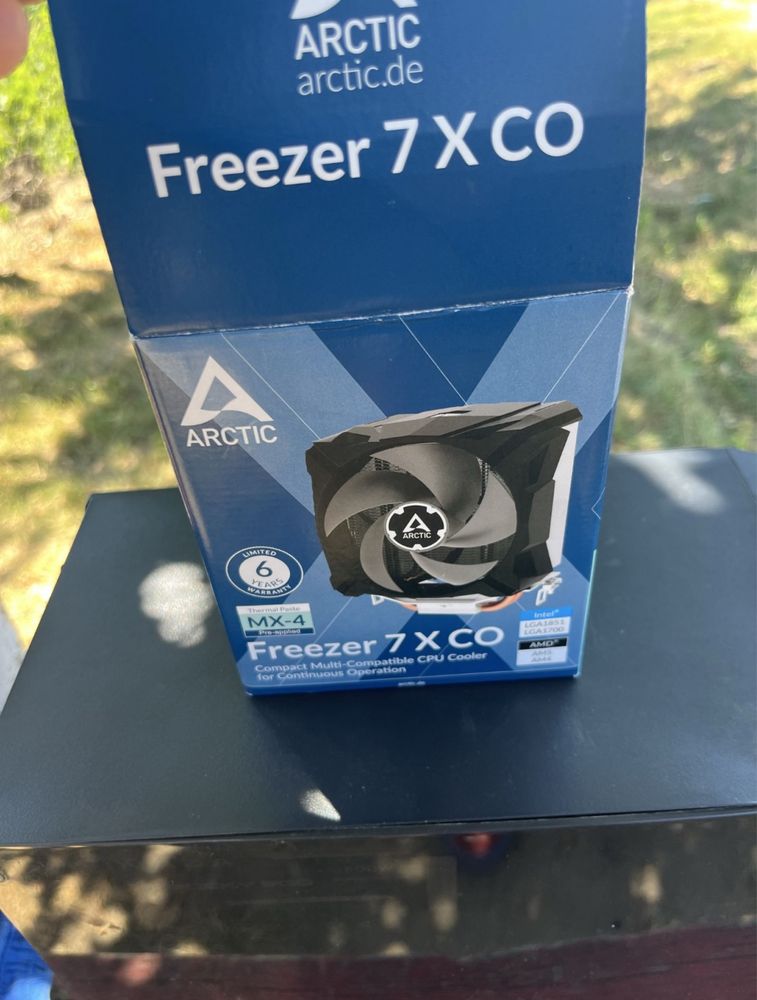 ARCTIC
arctic.de
Freezer 7 X CO
ARCTIC
ARCTIC
LIMITED
6
YEARS
WARRANTY
Thermal Paste
MX-4
Pre-applied
Freezer 7 X CO
Compact Multi-Compatible CPU Cooler
for Continuous Operation
Intel®
LGA1851
LGA1700
AMD®
AM5
AM4